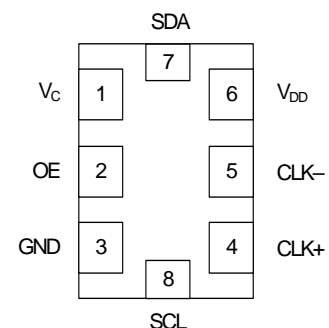 SDA
7
V_C 1 6 V_DD
OE 2 5 CLK–
GND 3 4 CLK+
8
SCL